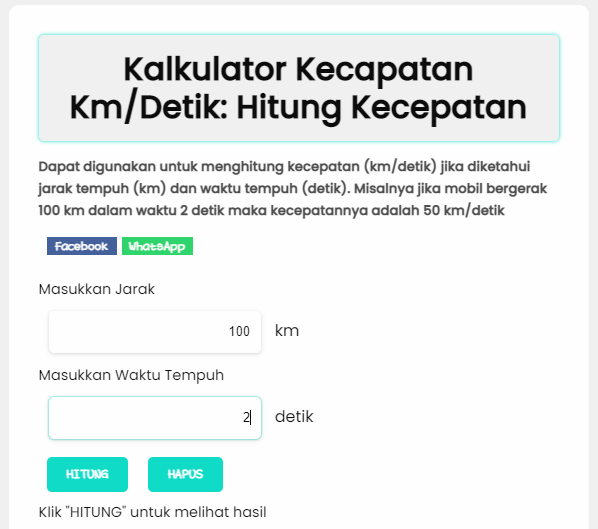 Kalkulator Kecapatan
Km/Detik: Hitung Kecepatan
Dapat digunakan untuk menghitung kecepatan (km/detik) jika diketahui
jarak tempuh (km) dan waktu tempuh (detik). Misalnya jika mobil bergerak
100 km dalam waktu 2 detik maka kecepatannya adalah 50 km/detik
Facebook WhatsApp
Masukkan Jarak
100 km
Masukkan Waktu Tempuh
2 detik
HITUNG HAPUS
Klik "HITUNG" untuk melihat hasil